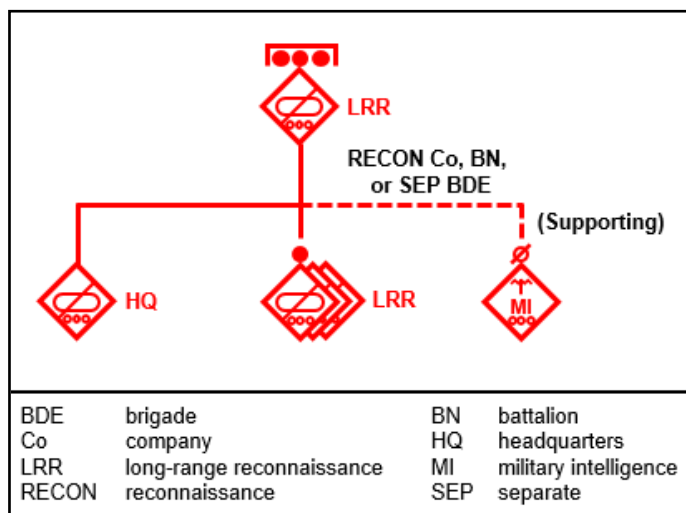 LRR
RECON Co, BN,
or SEP BDE
(Supporting)
HQ
LRR
MI
BDE brigade BN battalion
Co company HQ headquarters
LRR long-range reconnaissance MI military intelligence
RECON reconnaissance SEP separate